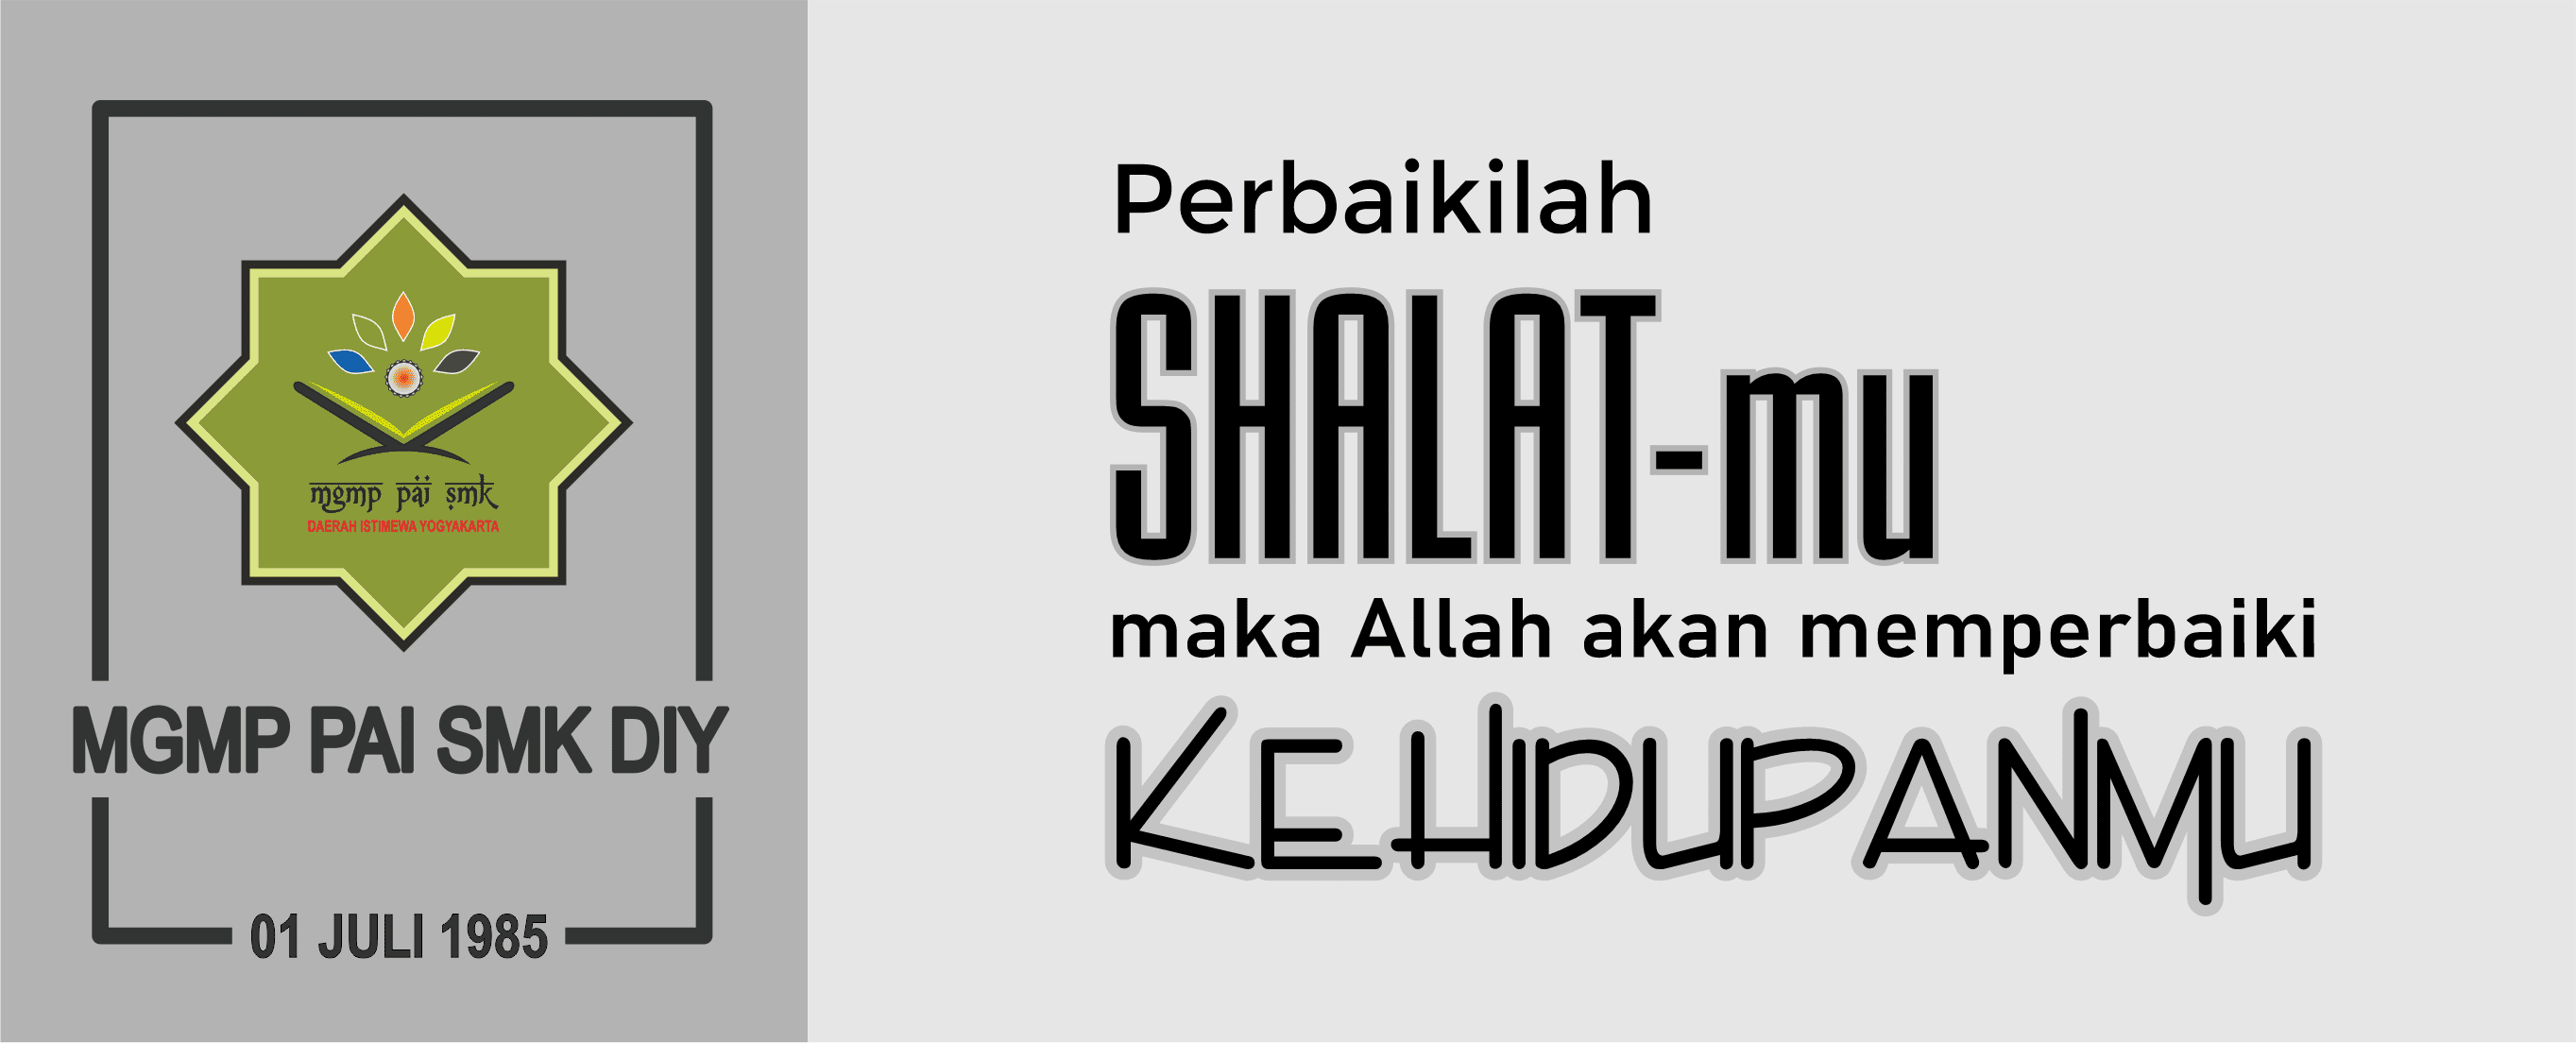 mgmp pai smk
DAERAH ISTIMEWA YOGYAKARTA
MGMP PAI SMK DIY
01 JULI 1985
Perbaikilah
SHALAT-mu
maka Allah akan memperbaiki
KEHIDUPANMU